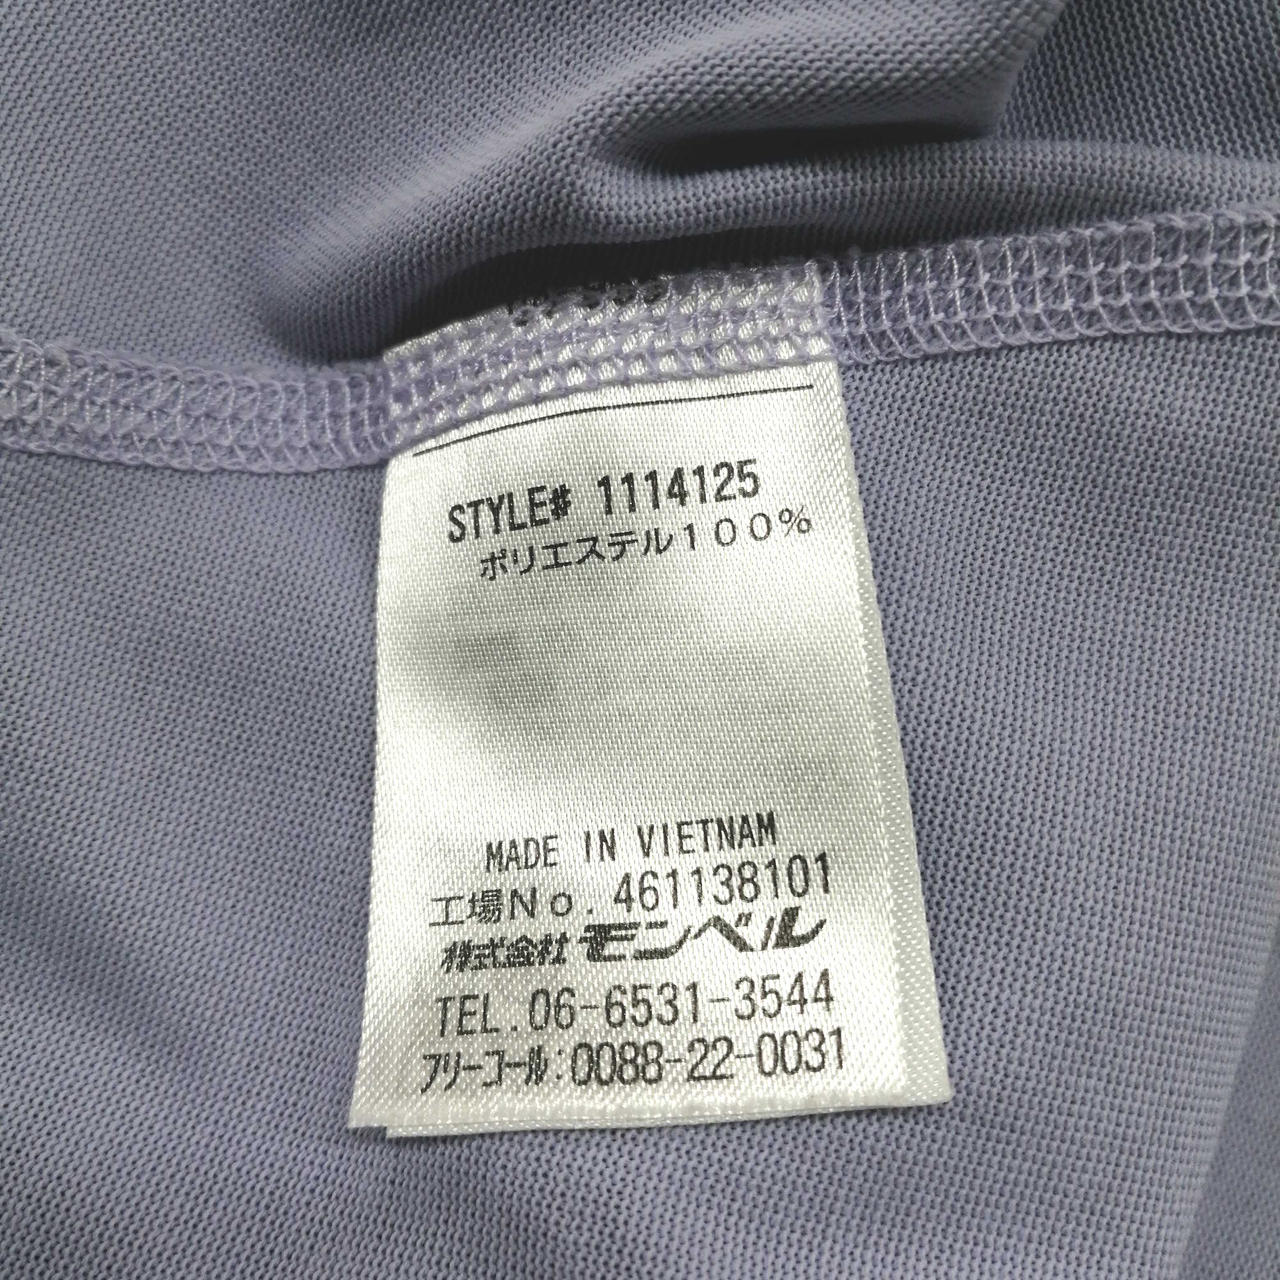 STYLE# 1114125
ポリエステル１００％
MADE IN VIETNAM
工場Ｎｏ. 461138101
株式会社モンベル
TEL.06-6531-3544
フリーコール:0088-22-0031